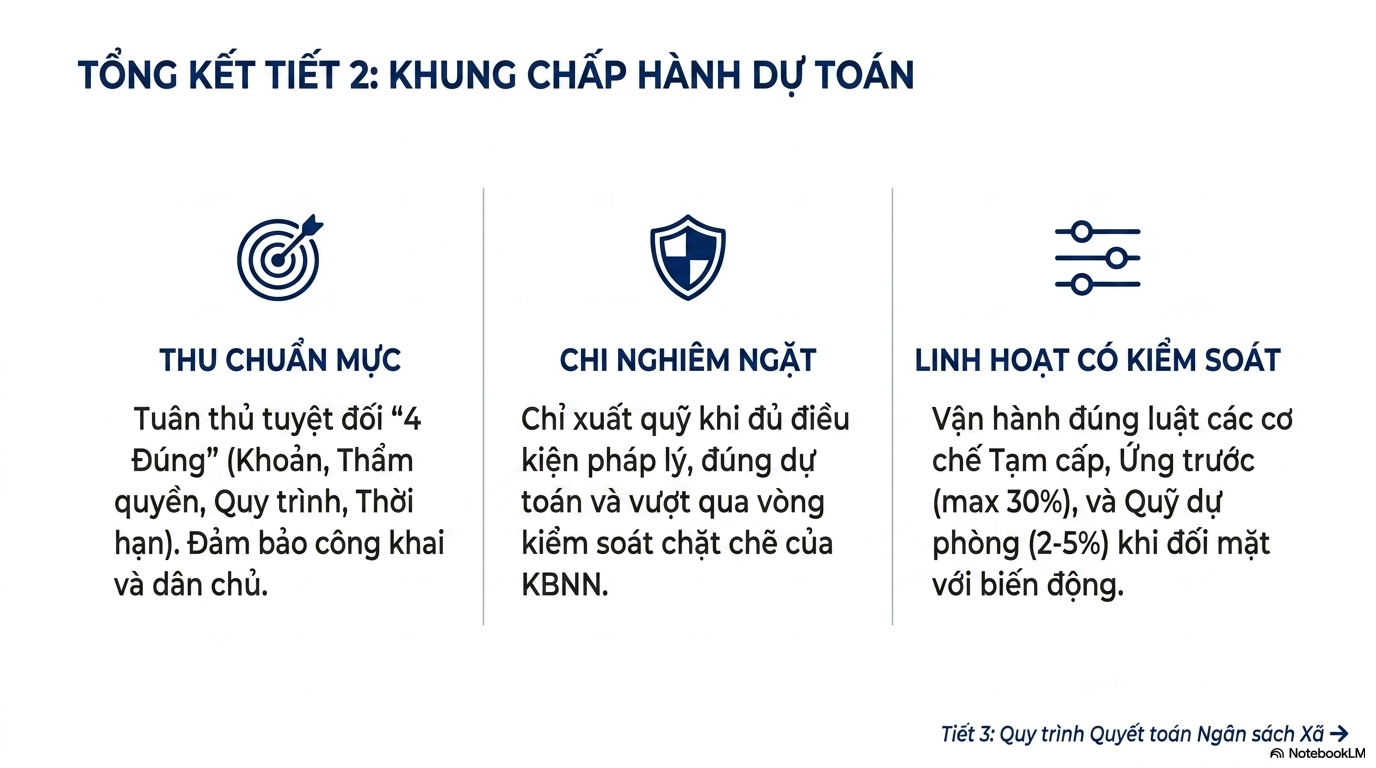 TỔNG KẾT TIẾT 2: KHUNG CHẤP HÀNH DỰ TOÁN
THU CHUẨN MỰC
Tuân thủ tuyệt đối “4
Đúng” (Khoản, Thẩm
quyền, Quy trình, Thời
hạn). Đảm bảo công khai
và dân chủ.
CHI NGHIÊM NGẶT
Chỉ xuất quỹ khi đủ điều
kiện pháp lý, đúng dự
toán và vượt qua vòng
kiểm soát chặt chẽ của
KBNN.
LINH HOẠT CÓ KIỂM SOÁT
Vận hành đúng luật các cơ
chế Tạm cấp, Ứng trước
(max 30%), và Quỹ dự
phòng (2-5%) khi đối mặt
với biến động.
Tiết 3: Quy trình Quyết toán Ngân sách Xã →
NotebookLM